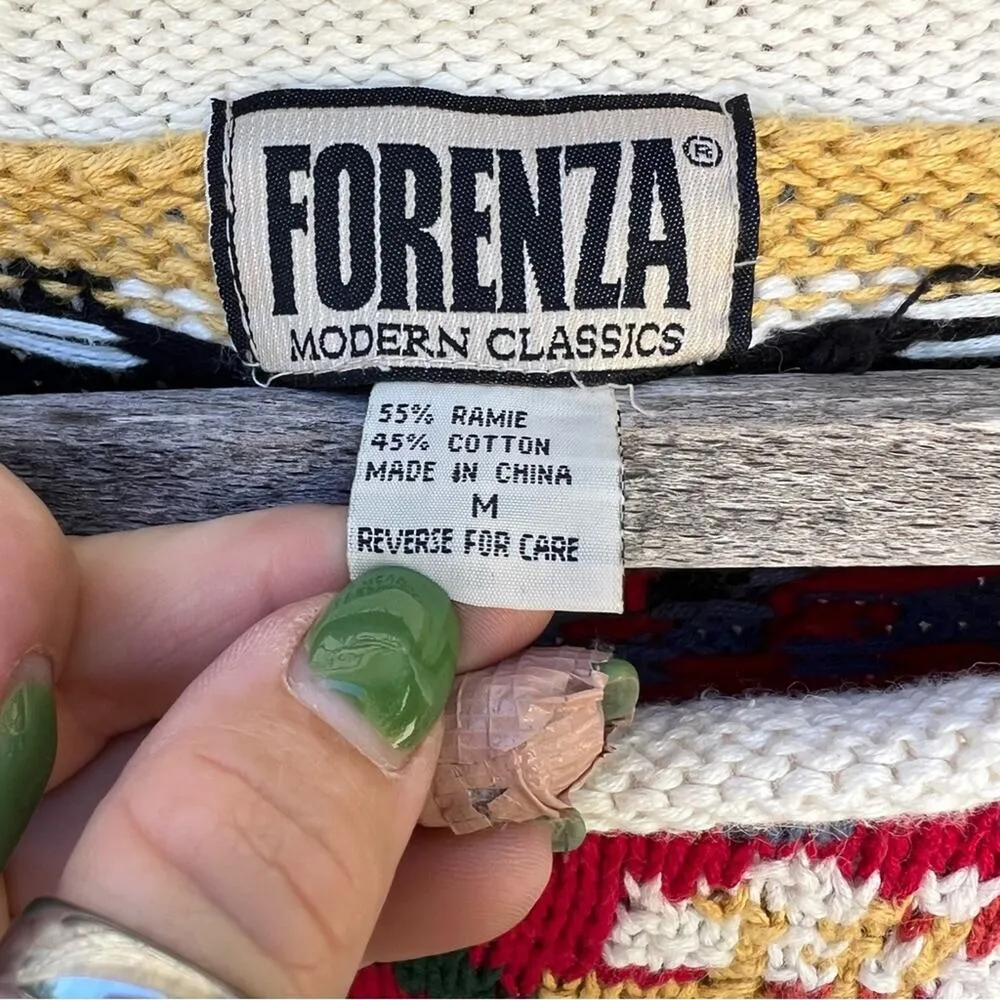 FORENZA®
MODERN CLASSICS
55% RAMIE
45% COTTON
MADE IN CHINA
M
REVERSE FOR CARE